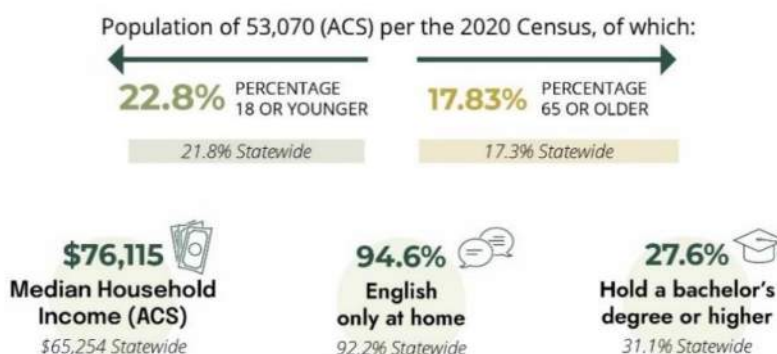 Population of 53,070 (ACS) per the 2020 Census, of which:
22.8% PERCENTAGE
18 OR YOUNGER
17.83% PERCENTAGE
65 OR OLDER
21.8% Statewide
17.3% Statewide
$76,115
Median Household
Income (ACS)
$65,254 Statewide
94.6%
English
only at home
92.2% Statewide
27.6%
Hold a bachelor's
degree or higher
31.1% Statewide